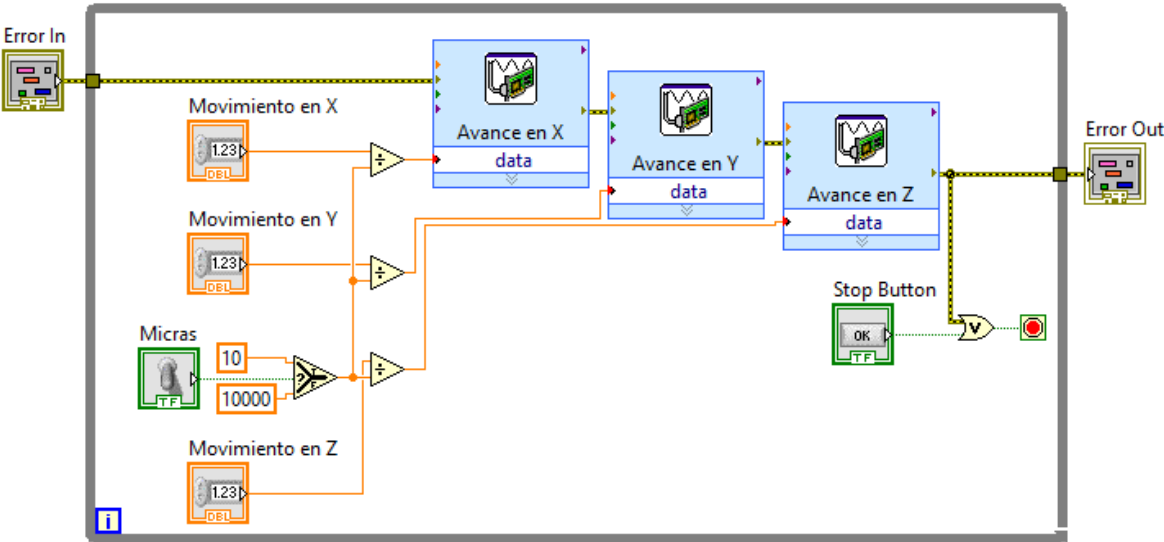 Error In
Movimiento en X
1.23
DBL
Avance en X
data
Avance en Y
data
Avance en Z
data
Error Out
Movimiento en Y
1.23
DBL
Stop Button
OK
TF
V
Micras
TF
10
10000
?
T
F
Movimiento en Z
1.23
DBL
i